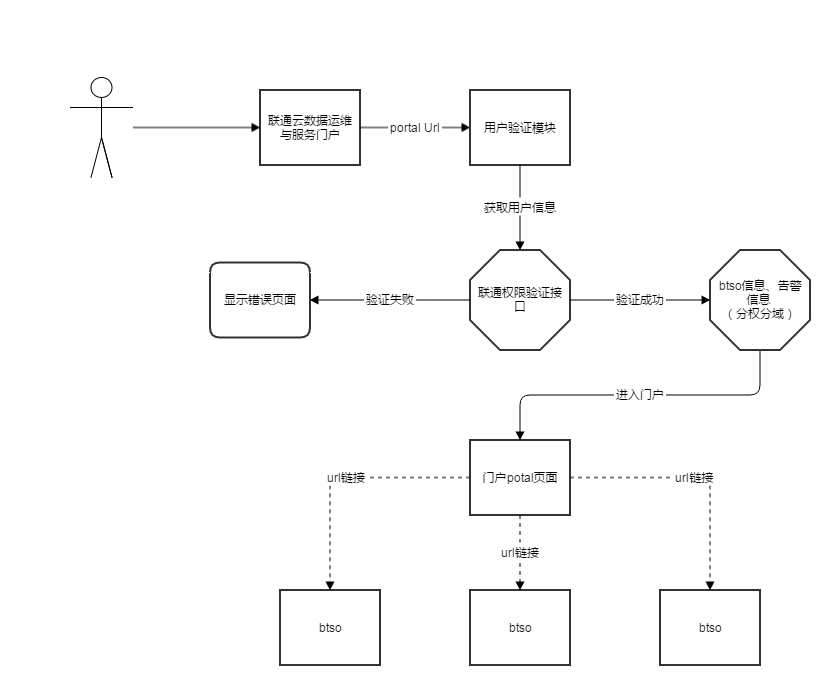 联通云数据运维
与服务门户
portal Url
用户验证模块
获取用户信息
显示错误页面
验证失败
联通权限验证接
口
验证成功
btso信息、告警
信息
（分权分域）
进入门户
url链接
门户potal页面
url链接
url链接
btso
btso
btso